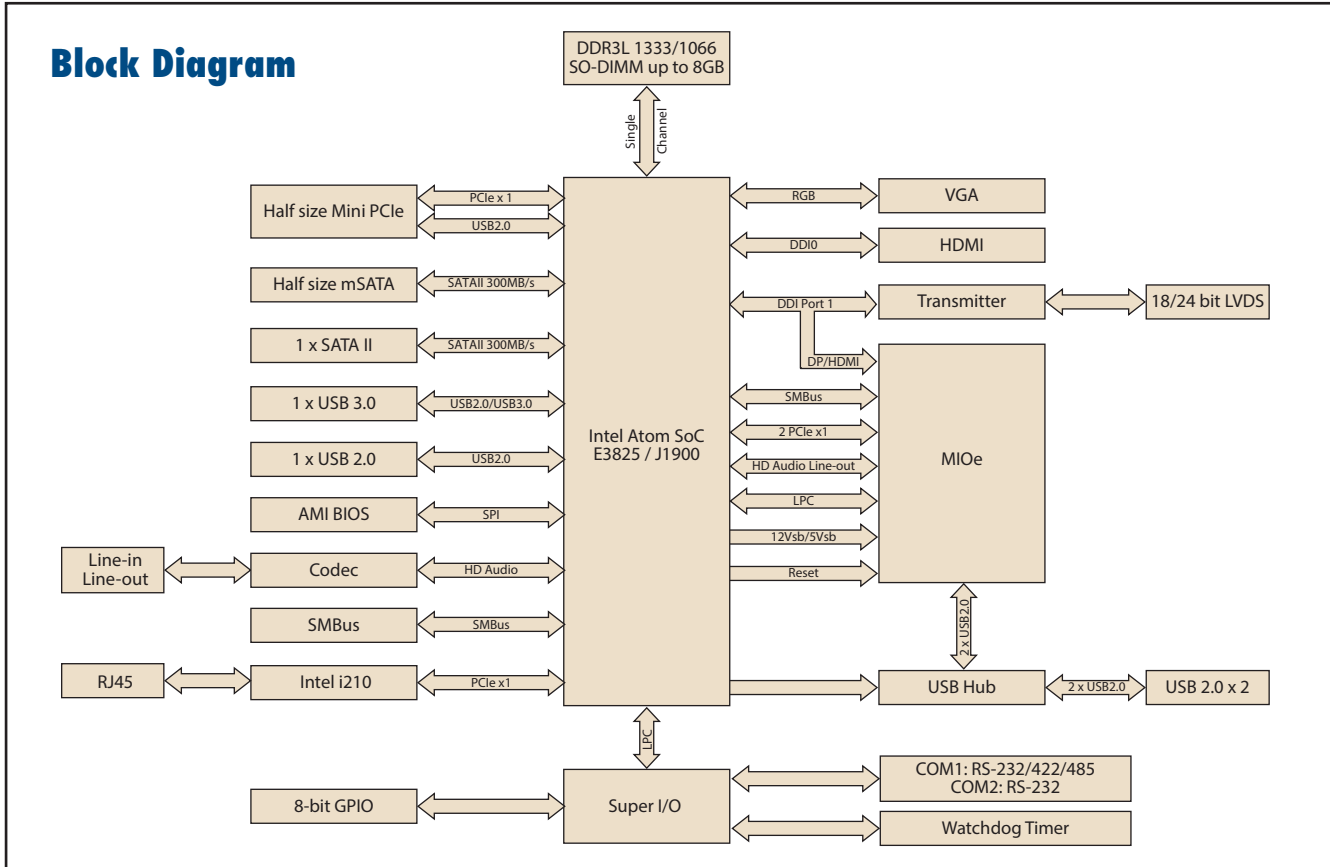 Block Diagram
DDR3L 1333/1066
SO-DIMM up to 8GB
Single
Channel
Half size Mini PCIe
PCIe x 1
USB2.0
Half size mSATA
SATAII 300MB/s
1 x SATA II
SATAII 300MB/s
1 x USB 3.0
USB2.0/USB3.0
1 x USB 2.0
USB2.0
AMI BIOS
SPI
Line-in
Line-out
Codec
HD Audio
SMBus
SMBus
RJ45
Intel i210
PCIe x1
Intel Atom SoC
E3825 / J1900
RGB
VGA
DDI0
HDMI
DDI Port 1
Transmitter
18/24 bit LVDS
DP/HDMI
SMBus
2 PCIe x1
HD Audio Line-out
LPC
12Vsb/5Vsb
Reset
MIOe
2 x USB2.0
USB Hub
2 x USB2.0
USB 2.0 x 2
LPC
8-bit GPIO
Super I/O
COM1: RS-232/422/485
COM2: RS-232
Watchdog Timer